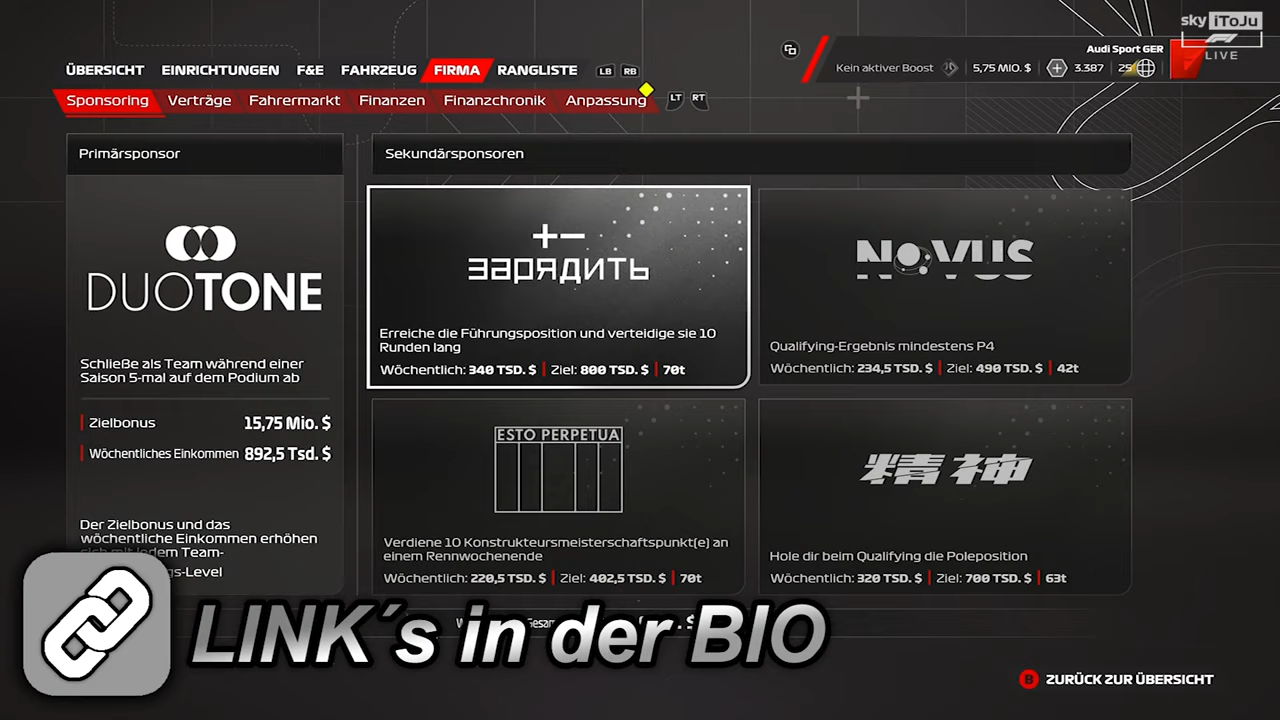 sky iToJu
LIVE
Audi Sport GER
ÜBERSICHT EINRICHTUNGEN F&E FAHRZEUG FIRMA RANGLISTE LB RB
Kein aktiver Boost 5,75 MIO. $ 3.387 25
Sponsoring Verträge Fahrermarkt Finanzen Finanzchronik Anpassung LT RT
Primärsponsor
DUOTONE
Schließe als Team während einer
Saison 5-mal auf dem Podium ab
Zielbonus 15,75 Mio. $
Wöchentliches Einkommen 892,5 Tsd. $
Der Zielbonus und das
wöchentliche Einkommen erhöhen
sich mit jedem Team-
gs-Level
Sekundärsponsoren
+−
зарядить
Erreiche die Führungsposition und verteidige sie 10
Runden lang
Wöchentlich: 340 TSD. $ Ziel: 800 TSD. $ 70t
NOVUS
Qualifying-Ergebnis mindestens P4
Wöchentlich: 234,5 TSD. $ Ziel: 490 TSD. $ 42t
ESTO PERPETUA
Verdiene 10 Konstrukteursmeisterschaftspunkt(e) an
einem Rennwochenende
Wöchentlich: 220,5 TSD. $ Ziel: 402,5 TSD. $ 70t
精神
Hole dir beim Qualifying die Poleposition
Wöchentlich: 320 TSD. $ Ziel: 700 TSD. $ 63t
LINK´s in der BIO
B ZURÜCK ZUR ÜBERSICHT